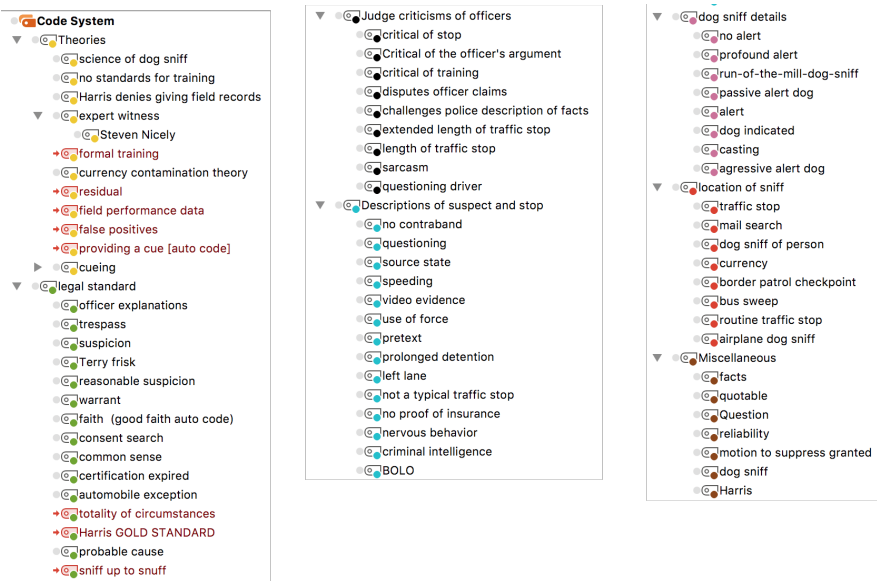 Code System
Theories
science of dog sniff
no standards for training
Harris denies giving field records
expert witness
Steven Nicely
formal training
currency contamination theory
residual
field performance data
false positives
providing a cue [auto code]
cueing
legal standard
officer explanations
trespass
suspicion
Terry frisk
reasonable suspicion
warrant
faith (good faith auto code)
consent search
common sense
certification expired
automobile exception
totality of circumstances
Harris GOLD STANDARD
probable cause
sniff up to snuff
Judge criticisms of officers
critical of stop
Critical of the officer's argument
critical of training
disputes officer claims
challenges police description of facts
extended length of traffic stop
length of traffic stop
sarcasm
questioning driver
Descriptions of suspect and stop
no contraband
questioning
source state
speeding
video evidence
use of force
pretext
prolonged detention
left lane
not a typical traffic stop
no proof of insurance
nervous behavior
criminal intelligence
BOLO
dog sniff details
no alert
profound alert
run-of-the-mill-dog-sniff
passive alert dog
alert
dog indicated
casting
agressive alert dog
location of sniff
traffic stop
mail search
dog sniff of person
currency
border patrol checkpoint
bus sweep
routine traffic stop
airplane dog sniff
Miscellaneous
facts
quotable
Question
reliability
motion to suppress granted
dog sniff
Harris